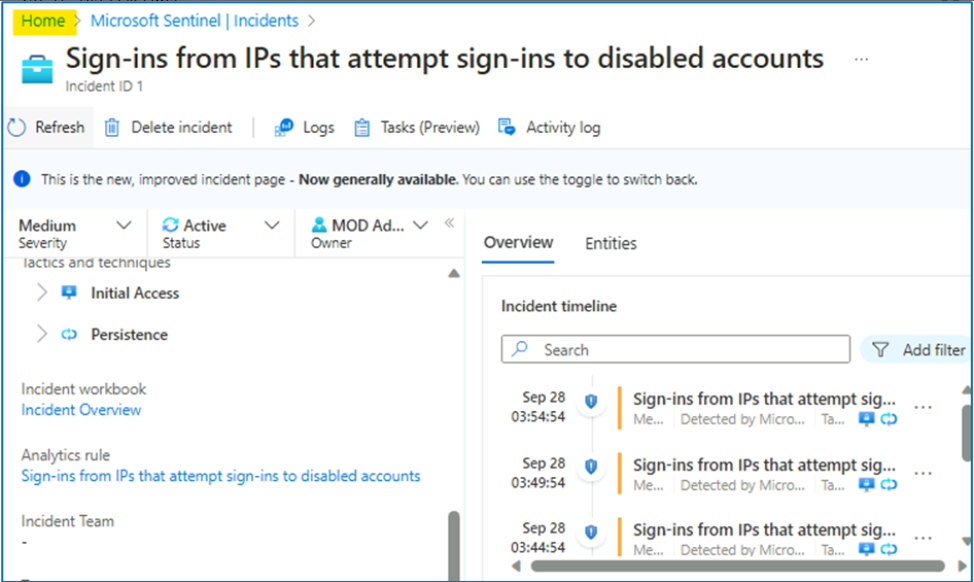 Home > Microsoft Sentinel | Incidents >
Sign-ins from IPs that attempt sign-ins to disabled accounts ...
Incident ID 1
Refresh Delete incident Logs Tasks (Preview) Activity log
This is the new, improved incident page - Now generally available. You can use the toggle to switch back.
Medium
Severity
Active
Status
MOD Ad...
Owner
Tactics and techniques
Initial Access
Persistence
Incident workbook
Incident Overview
Analytics rule
Sign-ins from IPs that attempt sign-ins to disabled accounts
Incident Team
-
Overview Entities
Incident timeline
Search
Add filter
Sep 28
03:54:54
Sign-ins from IPs that attempt sig... ...
Me... Detected by Micro... Ta...
Sep 28
03:49:54
Sign-ins from IPs that attempt sig... ...
Me... Detected by Micro... Ta...
Sep 28
03:44:54
Sign-ins from IPs that attempt sig... ...
Me... Detected by Micro... Ta...